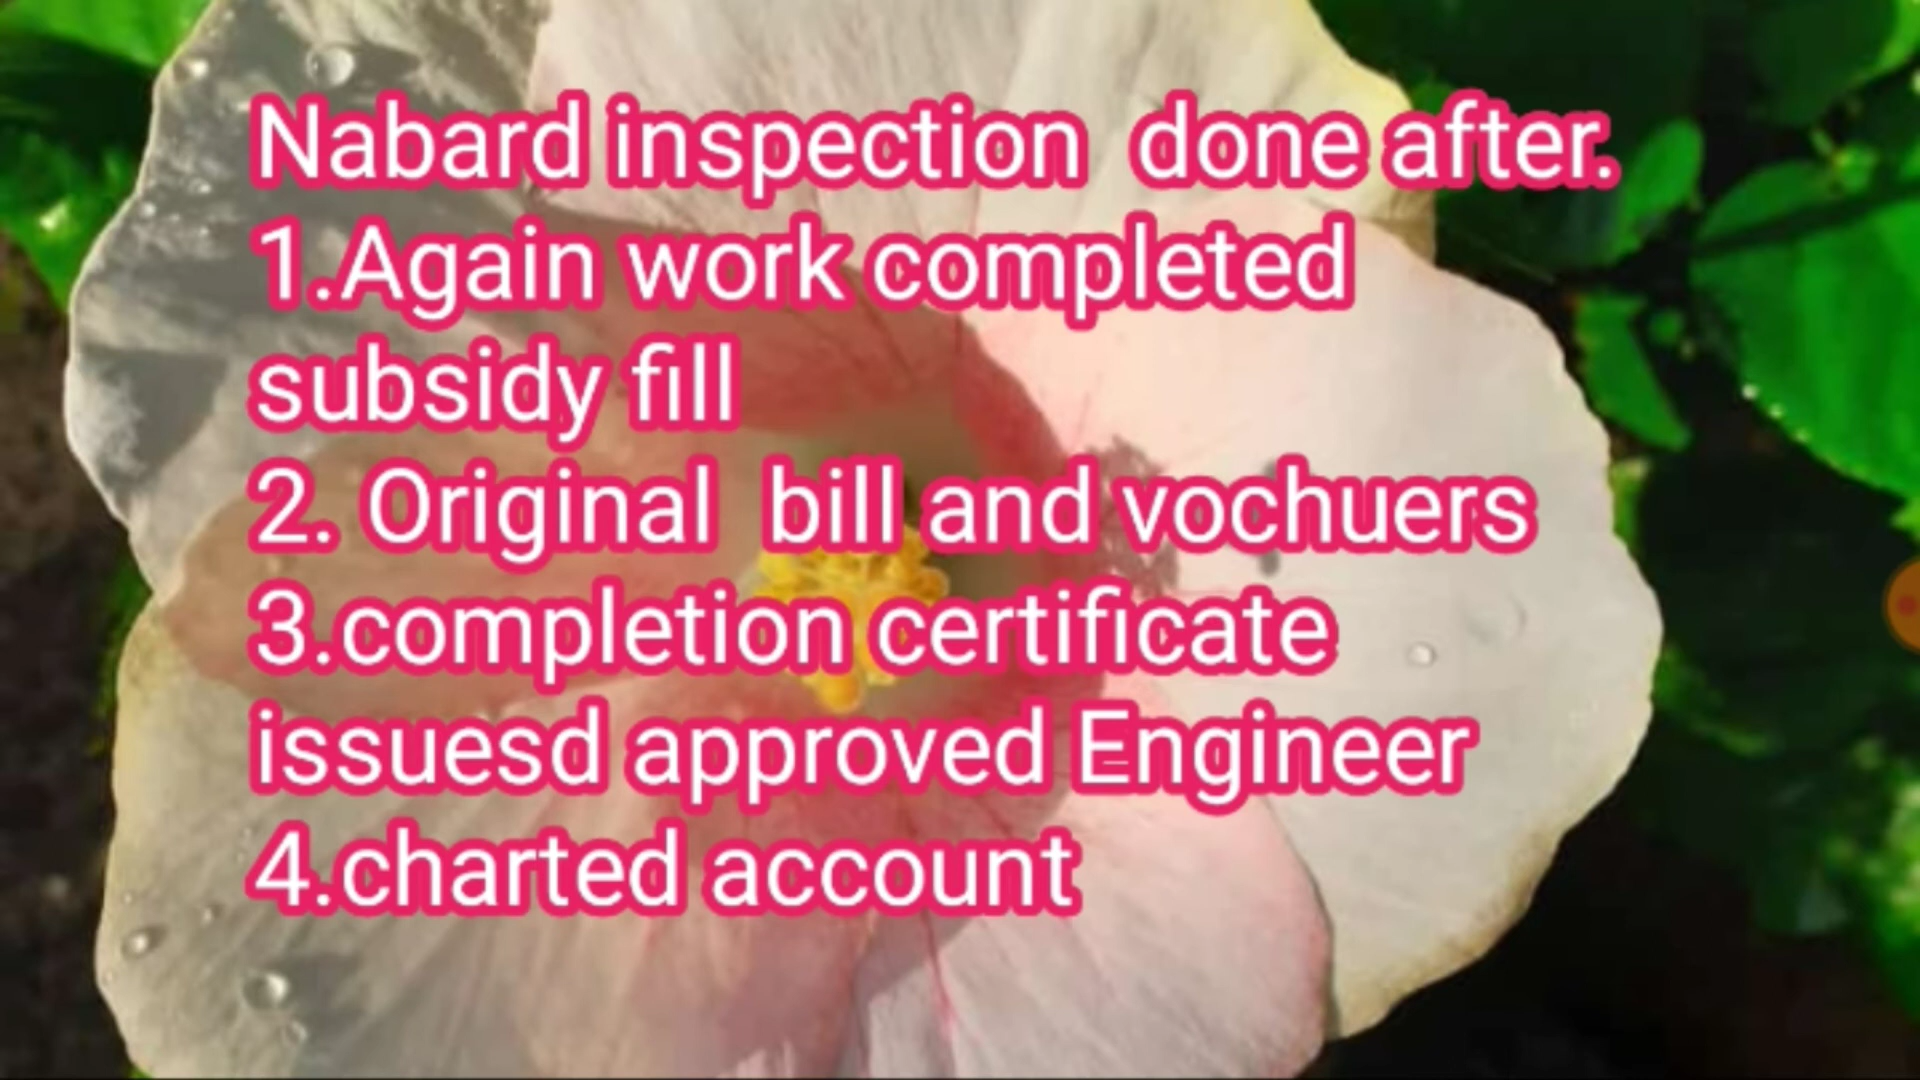 Nabard inspection done after.
1.Again work completed
subsidy fill
2. Original bill and vochuers
3.completion certificate
issuesd approved Engineer
4.charted account